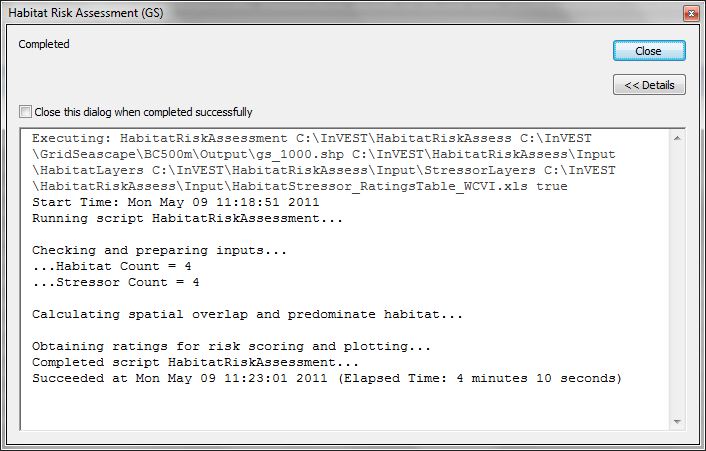 Habitat Risk Assessment (GS)
Completed
Close
<< Details
Close this dialog when completed successfully
Executing: HabitatRiskAssessment C:\InVEST\HabitatRiskAssess C:\InVEST
\GridSeascape\BC500m\Output\gs_1000.shp C:\InVEST\HabitatRiskAssess\Input
\HabitatLayers C:\InVEST\HabitatRiskAssess\Input\StressorLayers C:\InVEST
\HabitatRiskAssess\Input\HabitatStressor_RatingsTable_WCVI.xls true
Start Time: Mon May 09 11:18:51 2011
Running script HabitatRiskAssessment...
Checking and preparing inputs...
...Habitat Count = 4
...Stressor Count = 4
Calculating spatial overlap and predominate habitat...
Obtaining ratings for risk scoring and plotting...
Completed script HabitatRiskAssessment...
Succeeded at Mon May 09 11:23:01 2011 (Elapsed Time: 4 minutes 10 seconds)